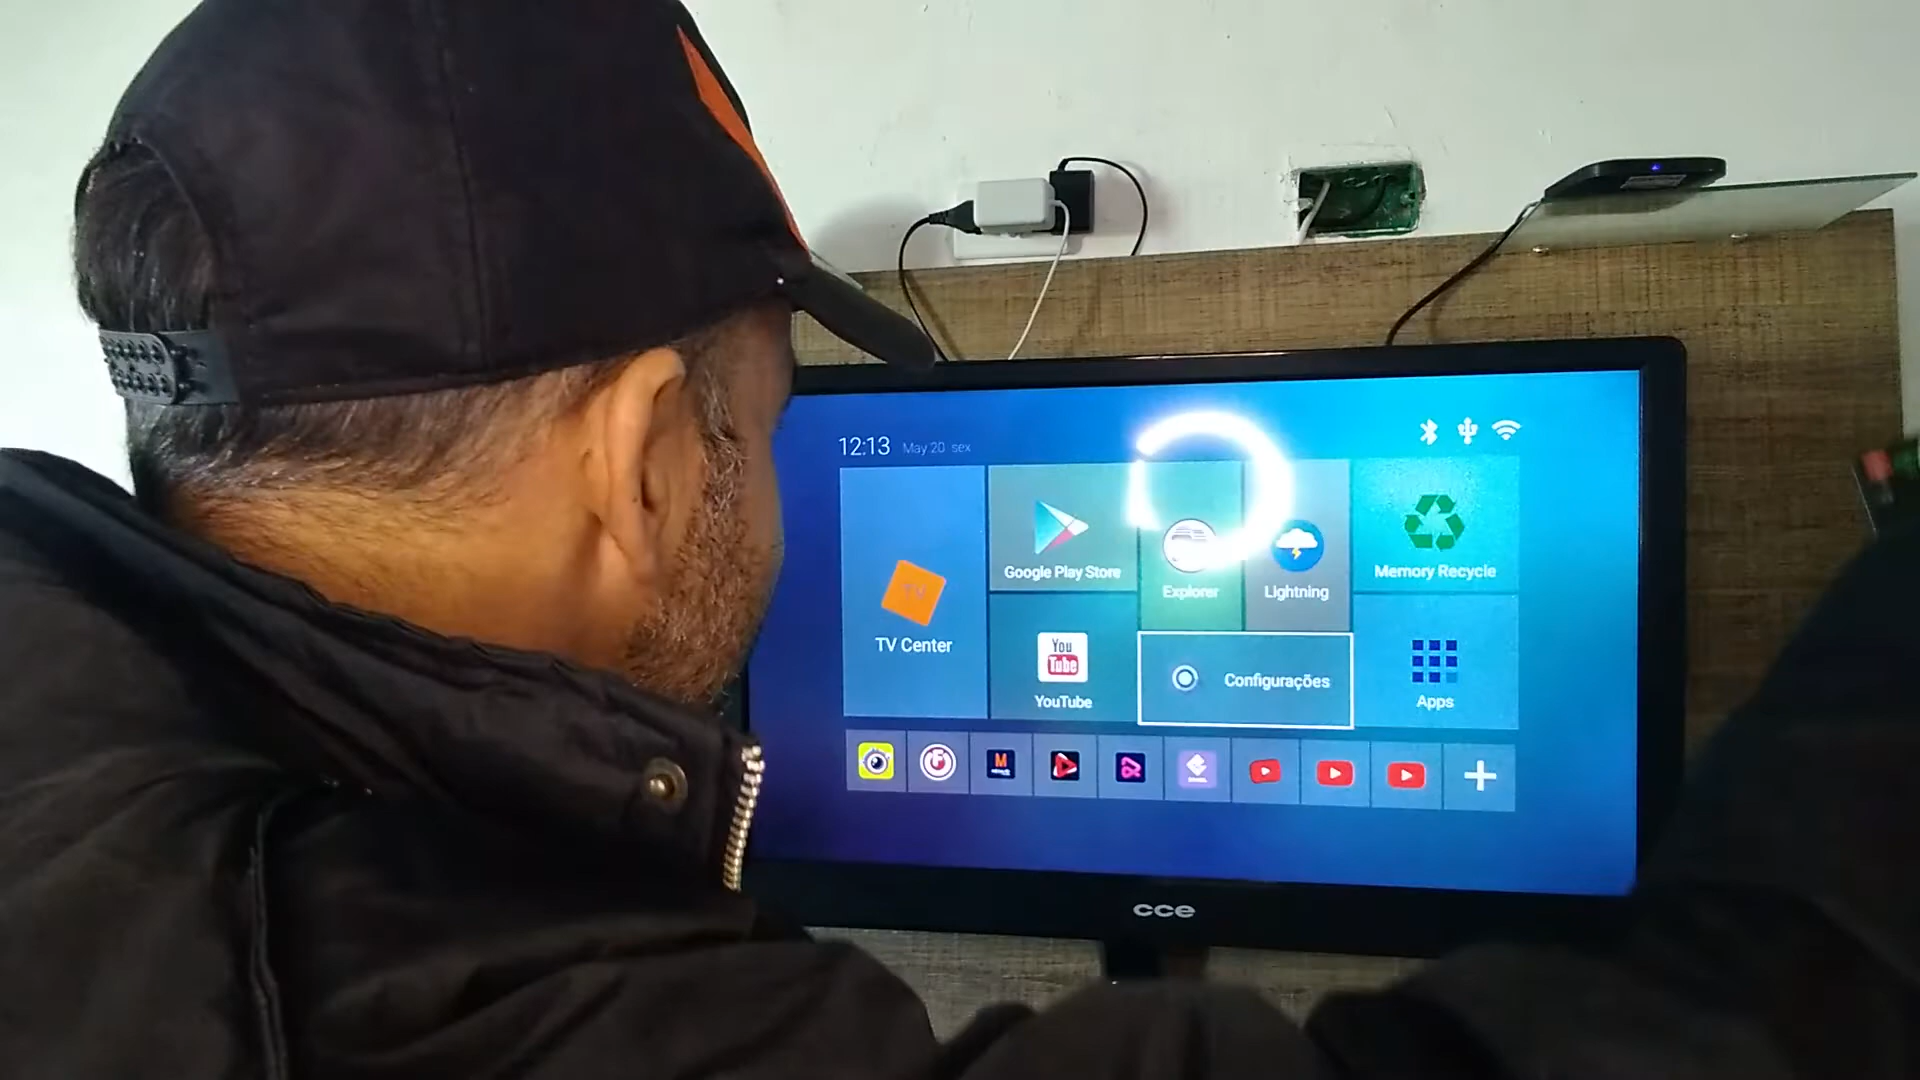 12:13 May 20 sex
Google Play Store
Explorer
Lightning
Memory Recycle
TV Center
You
Tube
YouTube
Configurações
Apps
M
cce